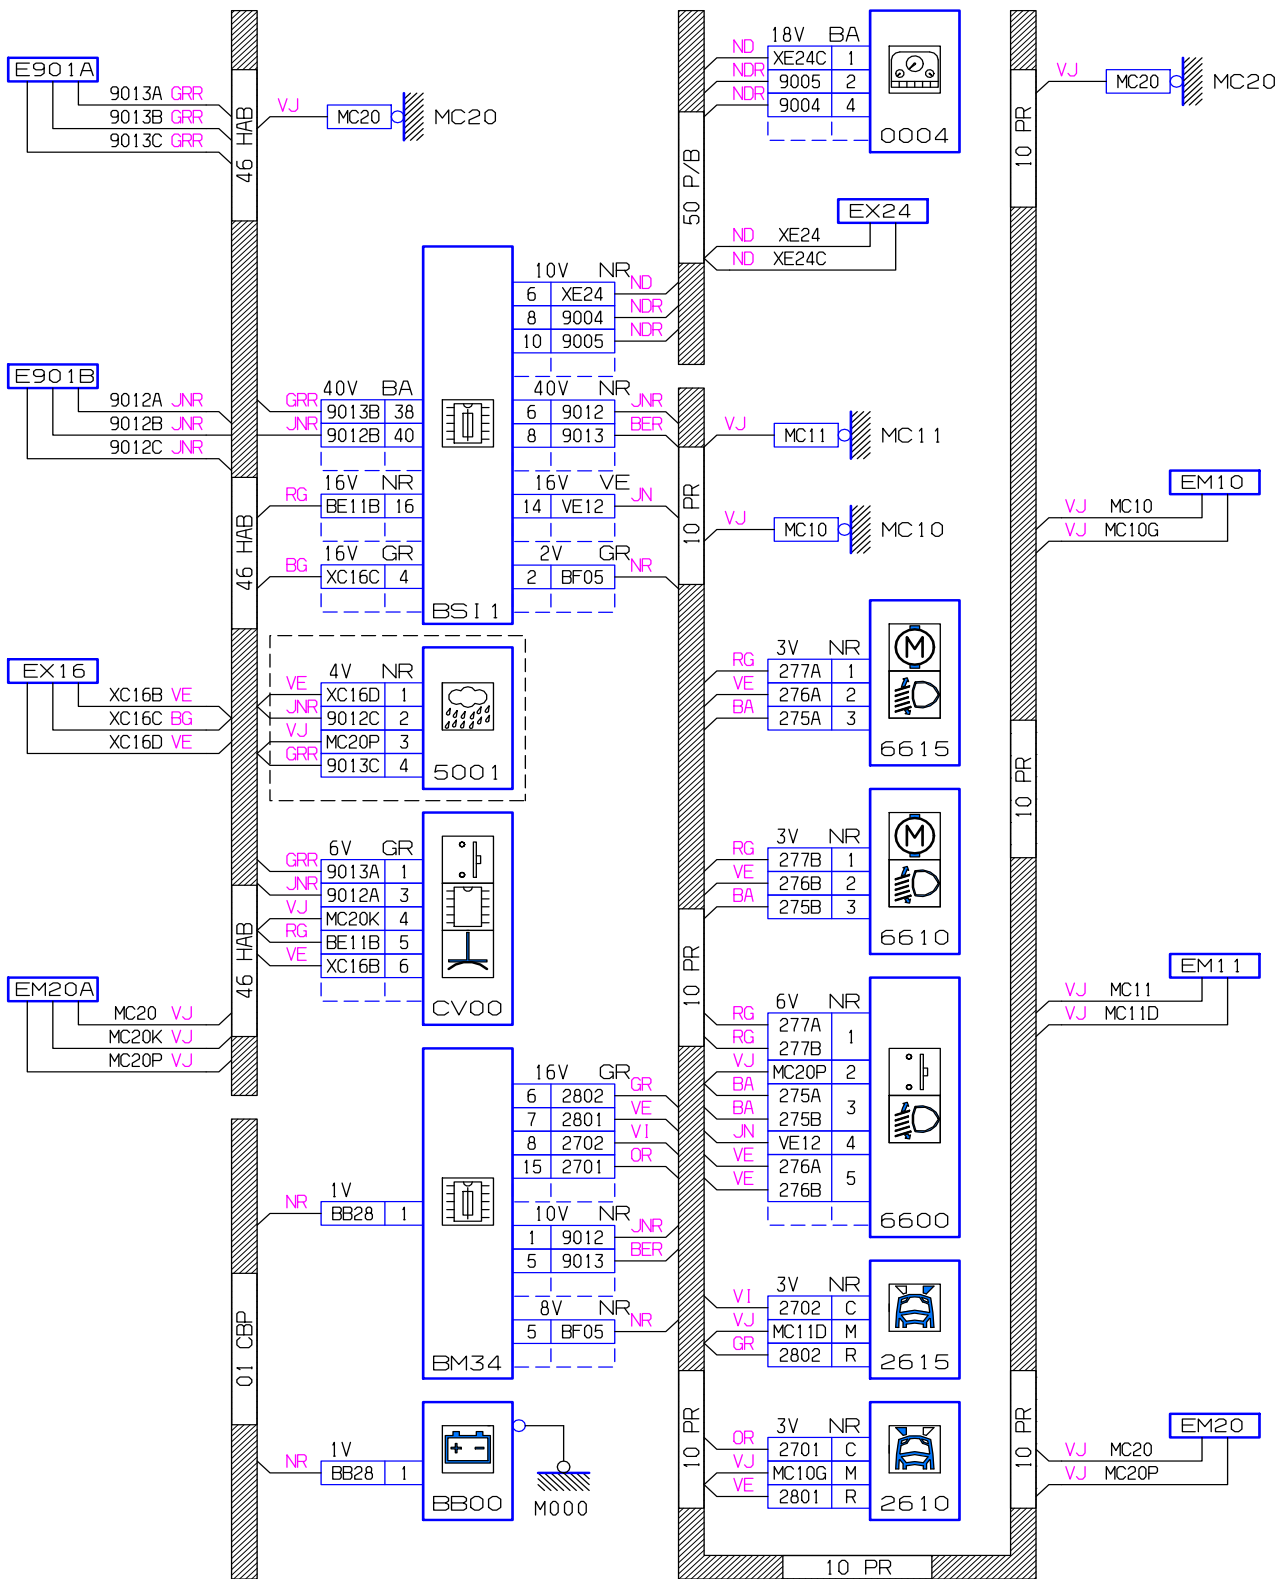 E901A
9013A GRR
9013B GRR
9013C GRR
46 HAB
VJ
MC20
MC20
E901B
9012A JNR
9012B JNR
9012C JNR
46 HAB
EX16
XC16B VE
XC16C BG
XC16D VE
46 HAB
EM20A
MC20 VJ
MC20K VJ
MC20P VJ
01 CBP
40V BA
GRR 9013B 38
JNR 9012B 40
16V NR
RG BE11B 16
16V GR
BG XC16C 4
BSI1
10V NR
6 XE24 ND
8 9004 NDR
10 9005 NDR
40V NR
6 9012 JNR
8 9013 BER
16V VE
14 VE12 JN
2V GR
2 BF05 NR
4V NR
VE XC16D 1
JNR 9012C 2
VJ MC20P 3
GRR 9013C 4
5001
6V GR
GRR 9013A 1
JNR 9012A 3
VJ MC20K 4
RG BE11B 5
VE XC16B 6
CV00
16V GR
6 2802 GR
7 2801 VE
8 2702 VI
15 2701 OR
1V
NR BB28 1
10V NR
1 9012 JNR
5 9013 BER
8V NR
5 BF05 NR
BM34
1V
NR BB28 1
BB00
M000
50 P/B
18V BA
ND XE24C 1
NDR 9005 2
NDR 9004 4
0004
EX24
ND XE24
ND XE24C
10 PR
VJ MC11
MC11
VJ MC10
MC10
3V NR
RG 277A 1
VE 276A 2
BA 275A 3
M
6615
3V NR
RG 277B 1
VE 276B 2
BA 275B 3
M
6610
10 PR
6V NR
RG 277A
RG 277B
1
VJ MC20P 2
BA 275A
BA 275B
3
JN VE12 4
VE 276A
VE 276B
5
6600
3V NR
VI 2702 C
VJ MC11D M
GR 2802 R
2615
10 PR
3V NR
OR 2701 C
VJ MC10G M
VE 2801 R
2610
10 PR
10 PR
VJ
MC20
MC20
EM10
VJ MC10
VJ MC10G
10 PR
EM11
VJ MC11
VJ MC11D
10 PR
EM20
VJ MC20
VJ MC20P